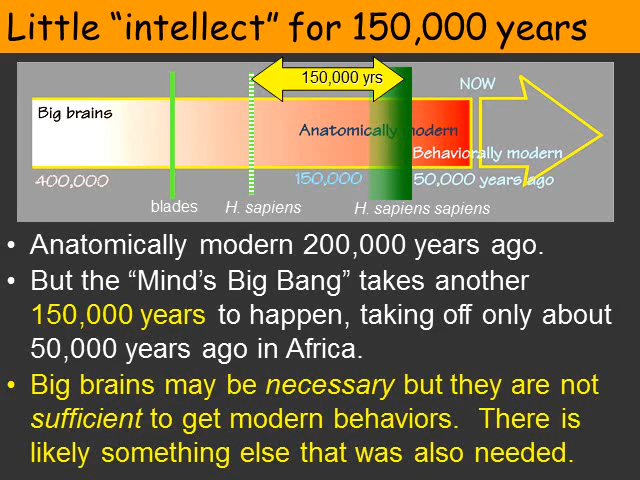 Little “intellect” for 150,000 years
150,000 yrs
NOW
Big brains
Anatomically modern
Behaviorally modern
400,000
150,000
50,000 years ago
blades
H. sapiens
H. sapiens sapiens
• Anatomically modern 200,000 years ago.
• But the “Mind’s Big Bang” takes another
150,000 years to happen, taking off only about
50,000 years ago in Africa.
• Big brains may be necessary but they are not
sufficient to get modern behaviors. There is
likely something else that was also needed.